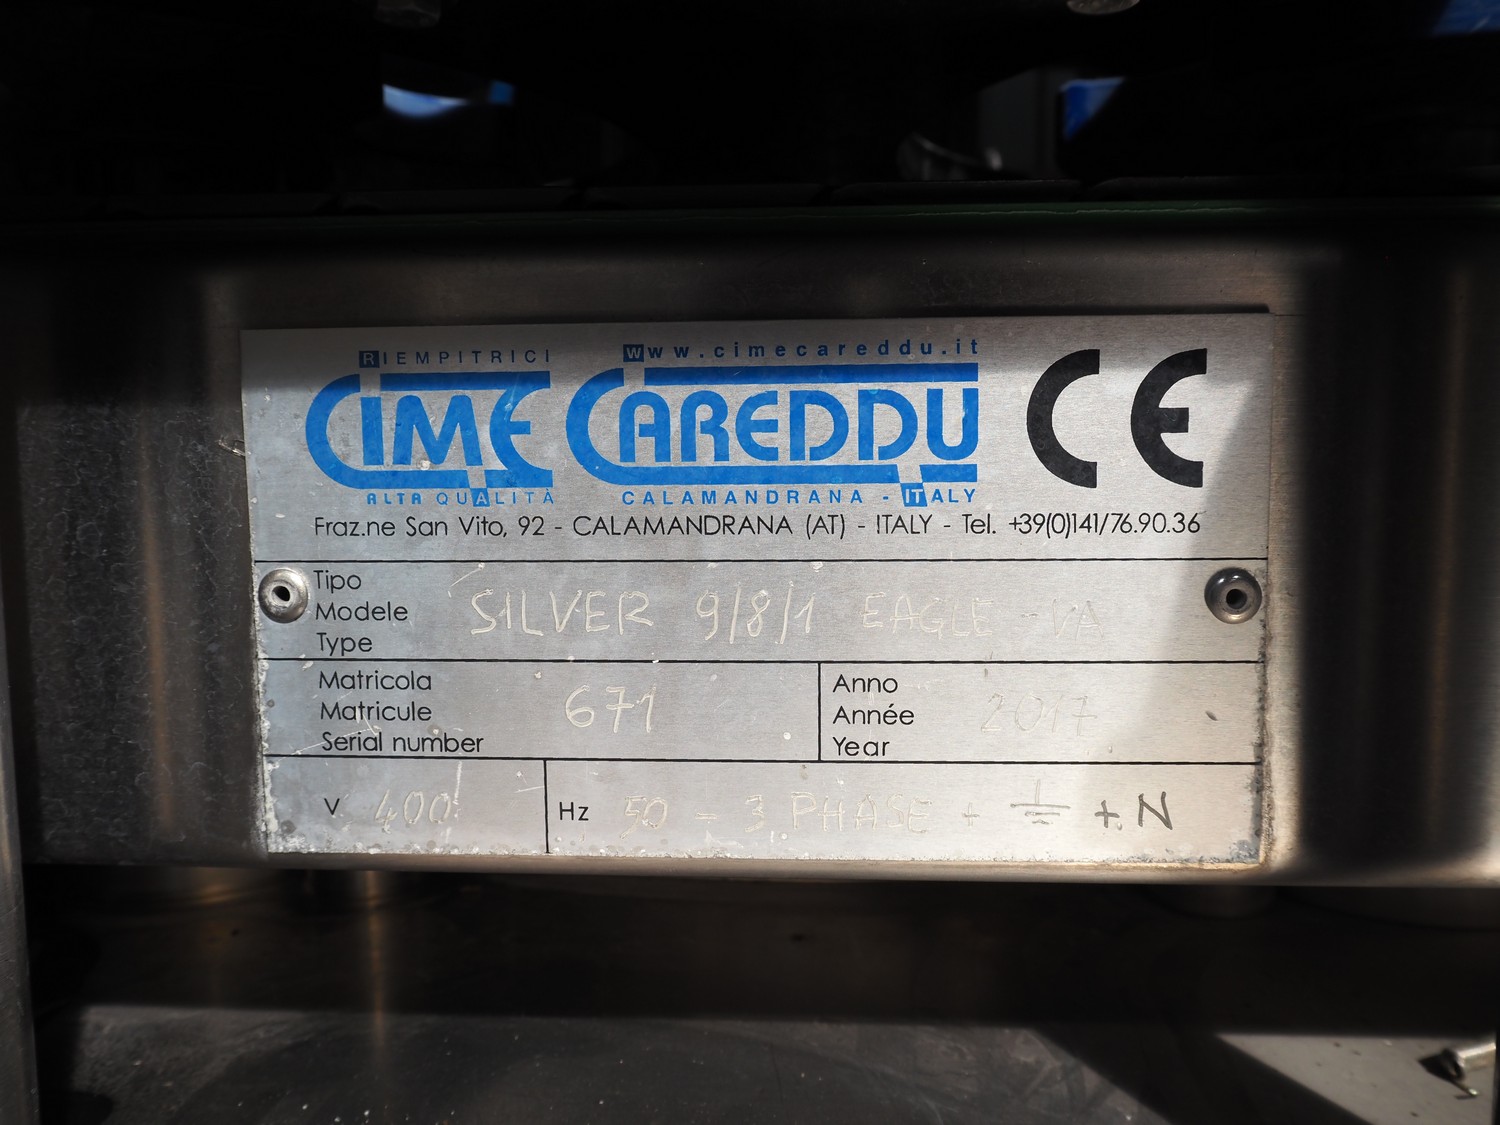 RIEMPITRICI www.cimecareddu.it
CIME CAREDDU CE
ALTA QUALITÀ CALAMANDRANA - ITALY
Fraz.ne San Vito, 92 - CALAMANDRANA (AT) - ITALY - Tel. +39(0)141/76.90.36
Tipo
Modele SILVER 9/8/1 EAGLE - VA
Type
Matricola
Matricule 671
Serial number
Anno
Année 2017
Year
V 400 Hz 50 - 3 PHASE + ⏚ + N